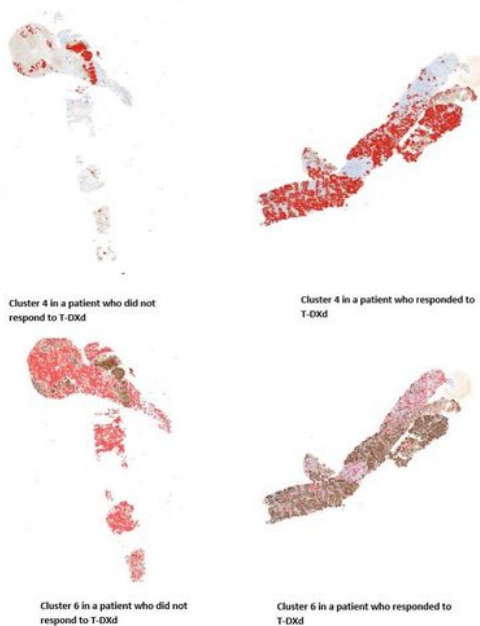 Cluster 4 in a patient who did not
respond to T-DXd
Cluster 4 in a patient who responded to
T-DXd
Cluster 6 in a patient who did not
respond to T-DXd
Cluster 6 in a patient who responded to
T-DXd